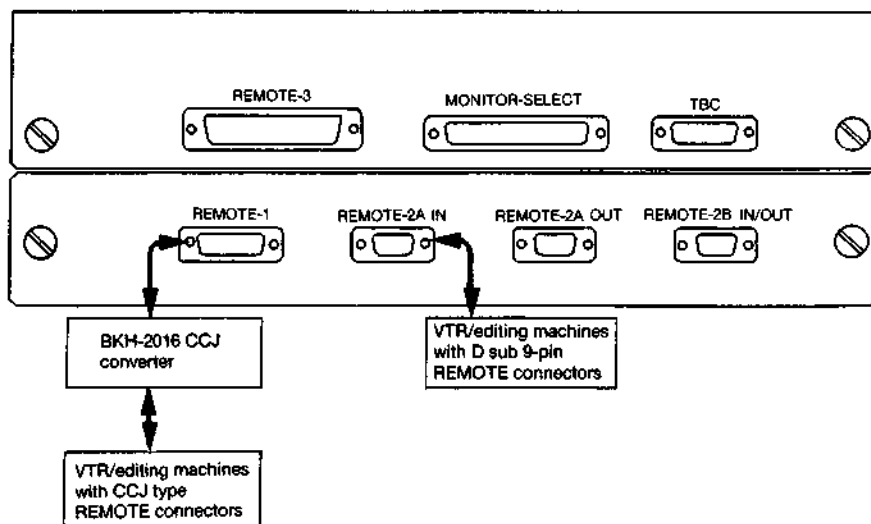 REMOTE-3
MONITOR-SELECT
TBC
REMOTE-1
REMOTE-2A IN
REMOTE-2A OUT
REMOTE-2B IN/OUT
BKH-2016 CCJ
converter
VTR/editing machines
with D sub 9-pin
REMOTE connectors
VTR/editing machines
with CCJ type
REMOTE connectors